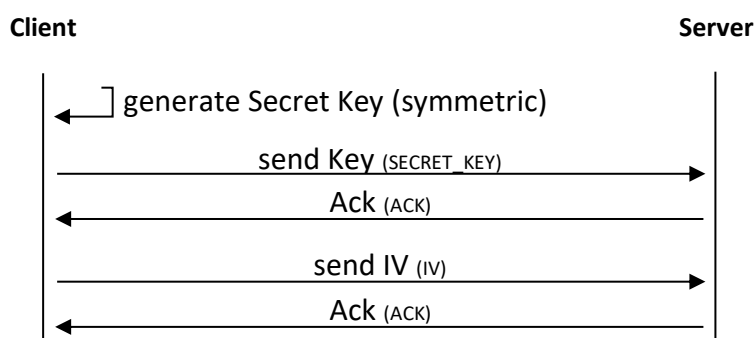 Client Server
generate Secret Key (symmetric)
send Key (SECRET_KEY)
Ack (ACK)
send IV (IV)
Ack (ACK)